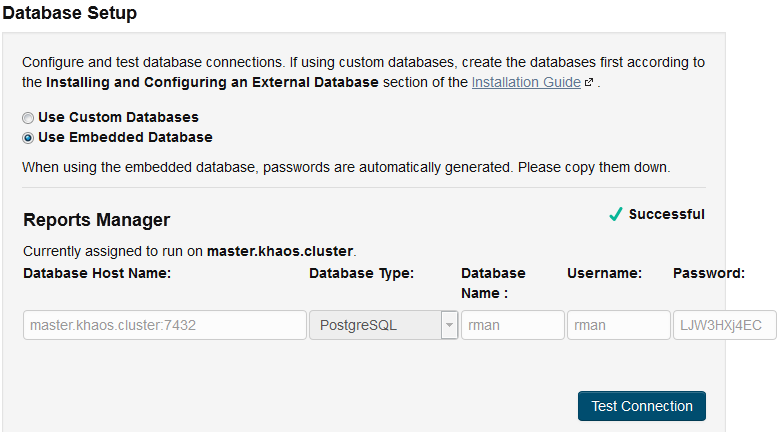 Database Setup
Configure and test database connections. If using custom databases, create the databases first according to
the Installing and Configuring an External Database section of the Installation Guide .
Use Custom Databases
Use Embedded Database
When using the embedded database, passwords are automatically generated. Please copy them down.
Reports Manager
Successful
Currently assigned to run on master.khaos.cluster.
Database Host Name: Database Type: Database Name : Username: Password:
master.khaos.cluster:7432 PostgreSQL rman rman LJW3HXj4EC
Test Connection